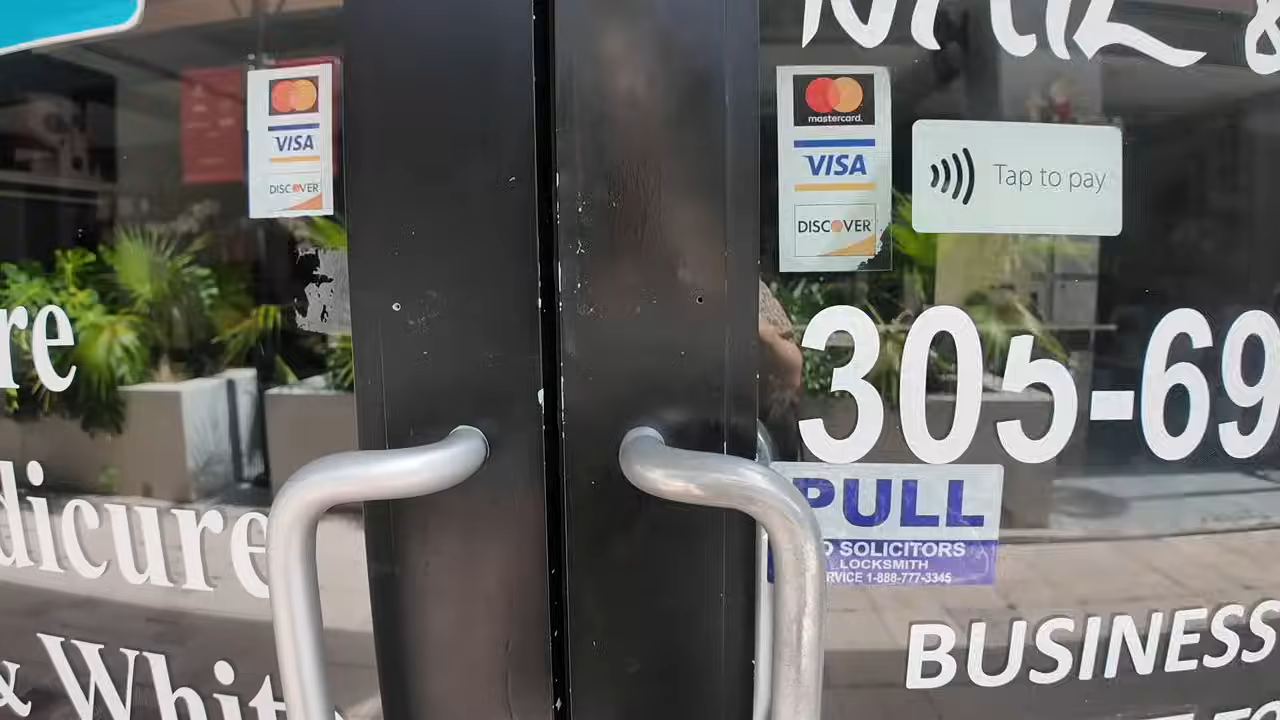 VISA
DISCOVER
re
dicure
& Whit
NAIL &
mastercard.
VISA
DISCOVER
Tap to pay
305-69
PULL
O SOLICITORS
LOCKSMITH
RVICE 1-888-777-3345
BUSINESS